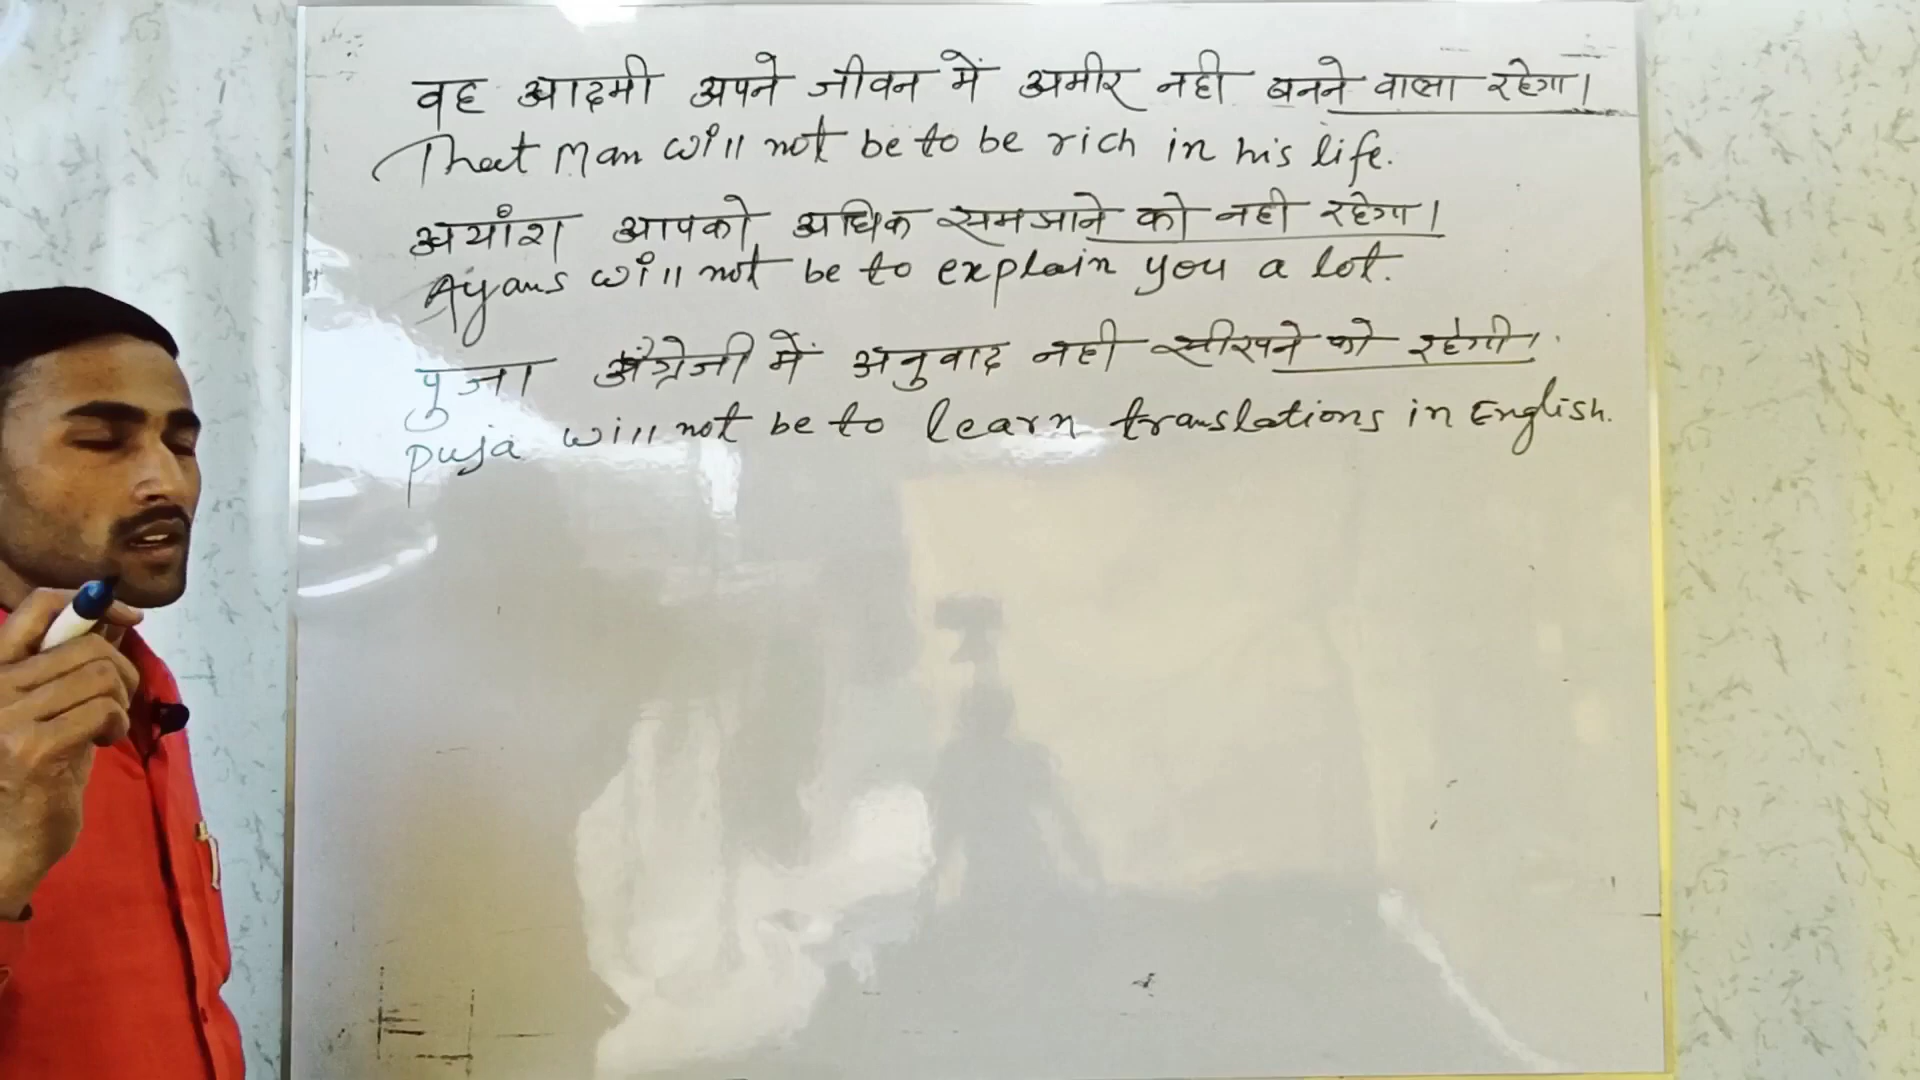 वह आदमी अपने जीवन में अमीर नही बनने वाला रहेगा।
That Man will not be to be rich in his life.
अयांश आपको अधिक समजाने को नही रहेगा।
Ayans will not be to explain you a lot.
पुजा अंग्रेजी में अनुवाद नही सीखने को रहेगी।
puja will not be to learn translations in English.